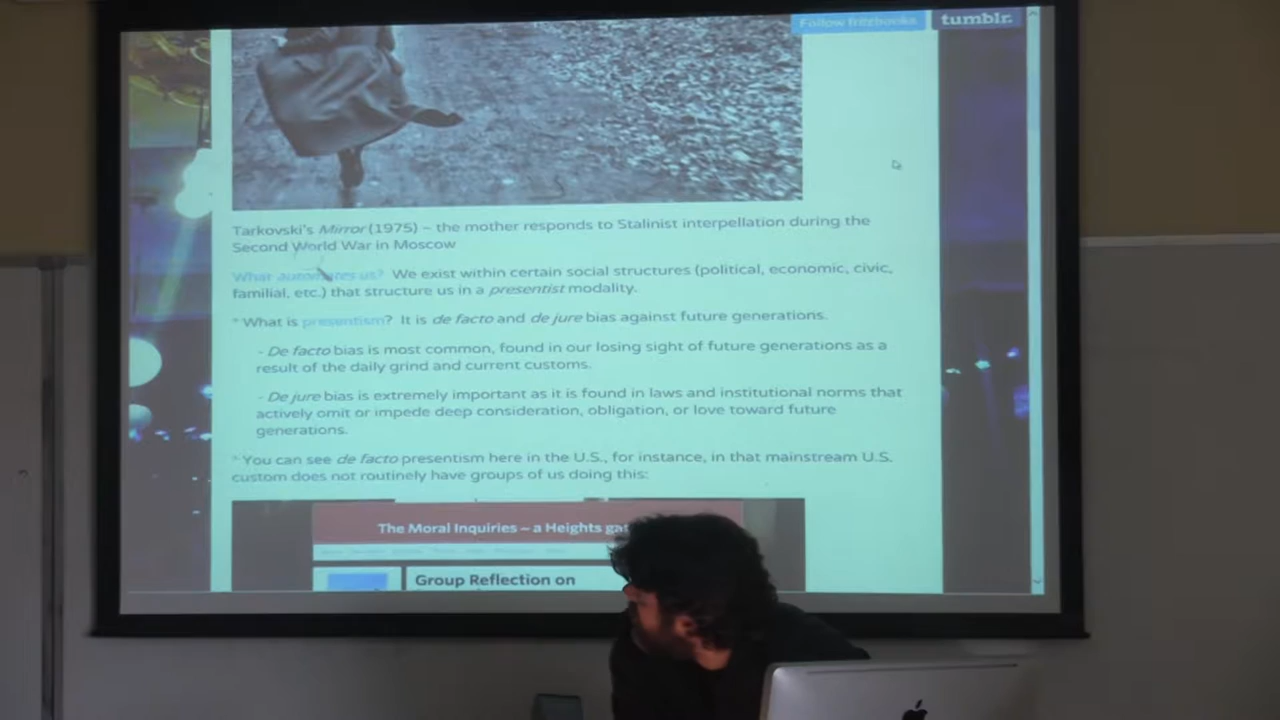 Follow fritzbooks tumblr.
Tarkovski's Mirror (1975) – the mother responds to Stalinist interpellation during the
Second World War in Moscow
What automates us? We exist within certain social structures (political, economic, civic,
familial, etc.) that structure us in a presentist modality.
* What is presentism? It is de facto and de jure bias against future generations.
- De facto bias is most common, found in our losing sight of future generations as a
result of the daily grind and current customs.
- De jure bias is extremely important as it is found in laws and institutional norms that
actively omit or impede deep consideration, obligation, or love toward future
generations.
* You can see de facto presentism here in the U.S., for instance, in that mainstream U.S.
custom does not routinely have groups of us doing this:
The Moral Inquiries – a Heights
Group Reflection on